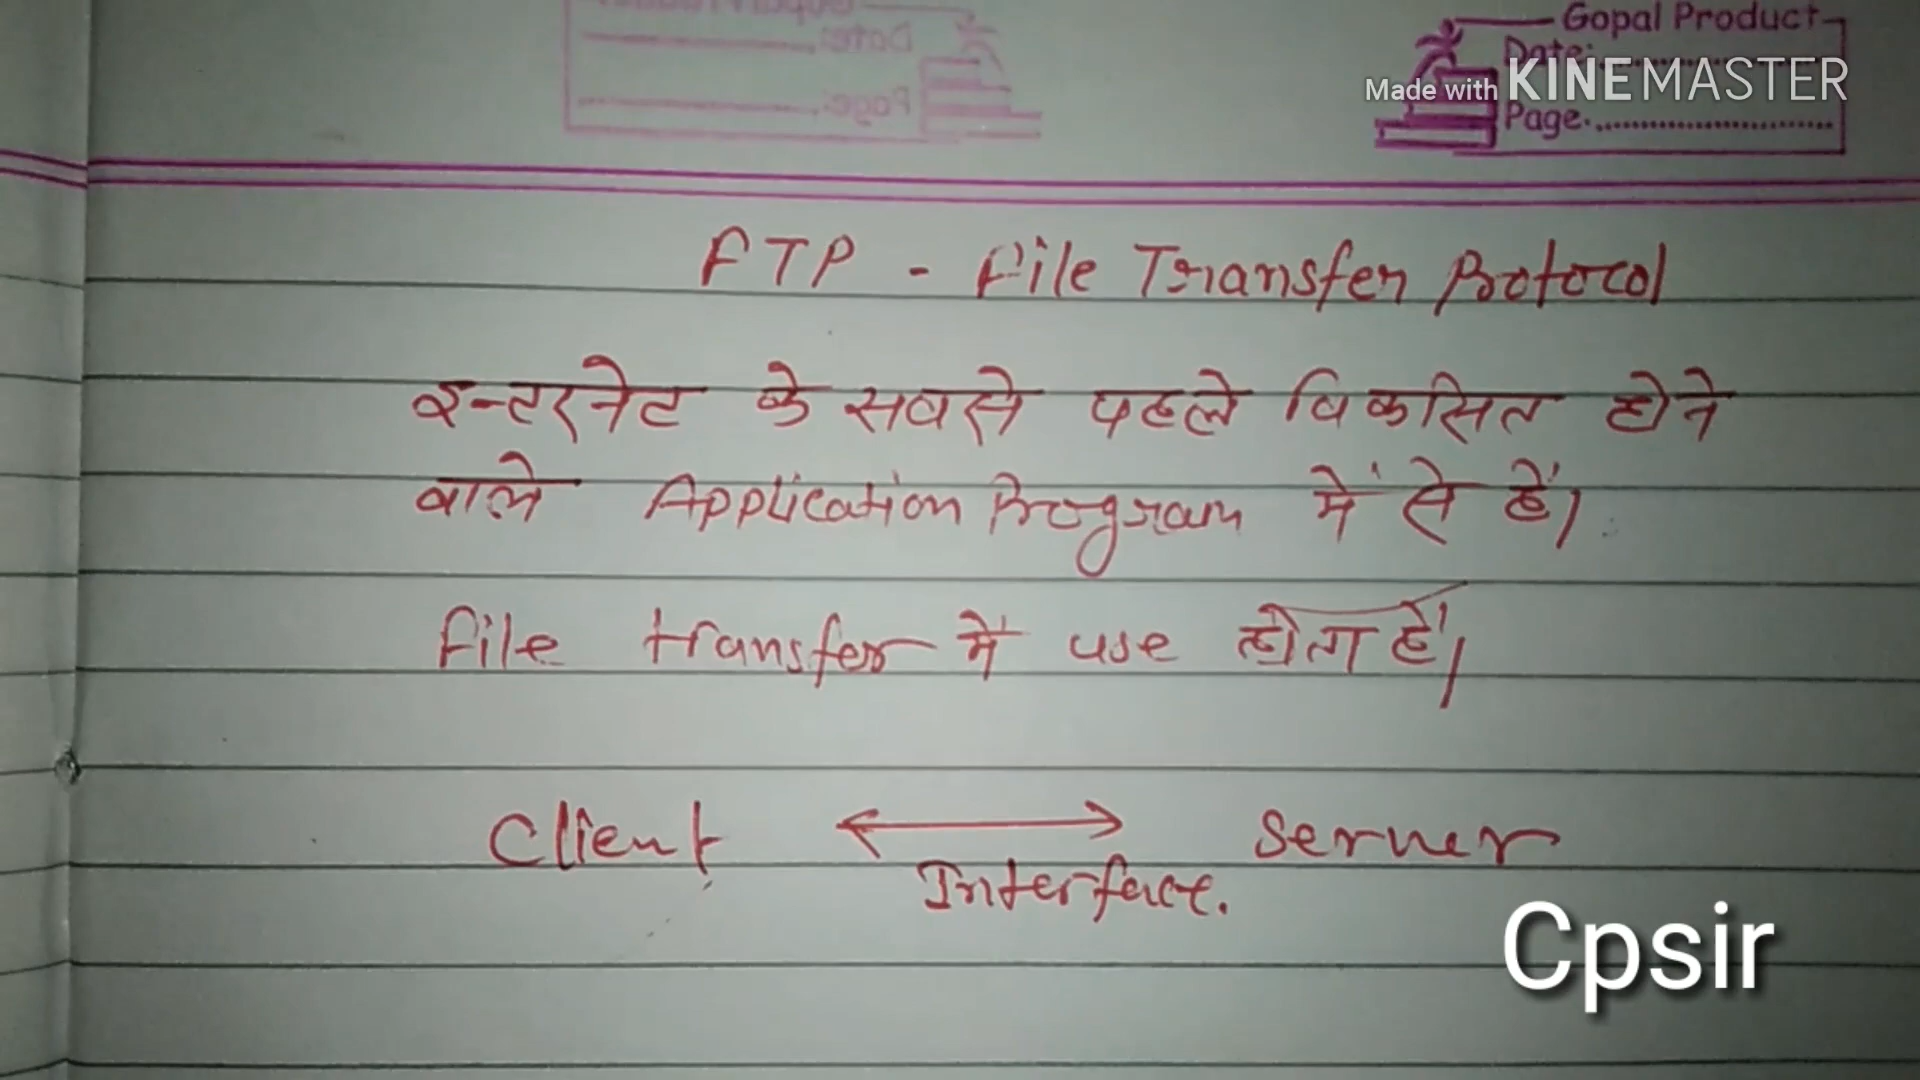 Gopal Product
Date:
Made with KINEMASTER
Page.
FTP - File Transfer Protocol
इन्टरनेट के सबसे पहले विकसित होने
वाले Application Program में से हैं।
File transfer में use होता हैं।
Client ⟷ Server
Interface.
Cpsir